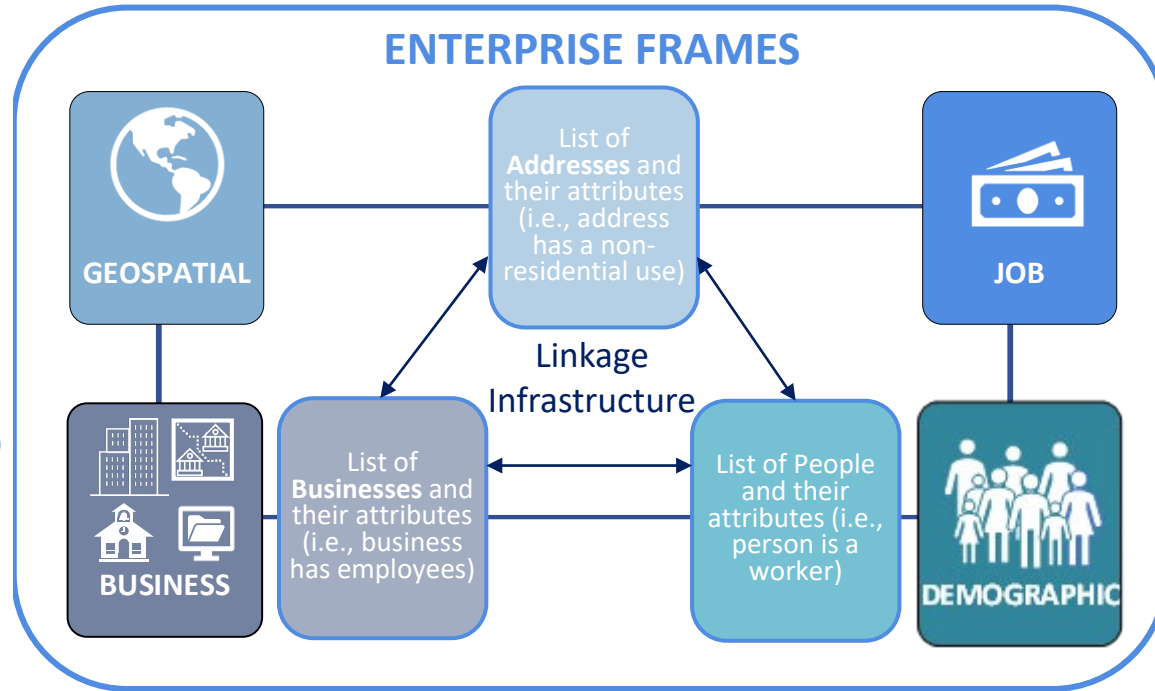 ENTERPRISE FRAMES
GEOSPATIAL
List of
Addresses and
their attributes
(i.e., address
has a non-
residential use)
JOB
Linkage
Infrastructure
BUSINESS
List of
Businesses and
their attributes
(i.e., business
has employees)
List of People
and their
attributes (i.e.,
person is a
worker)
DEMOGRAPHIC